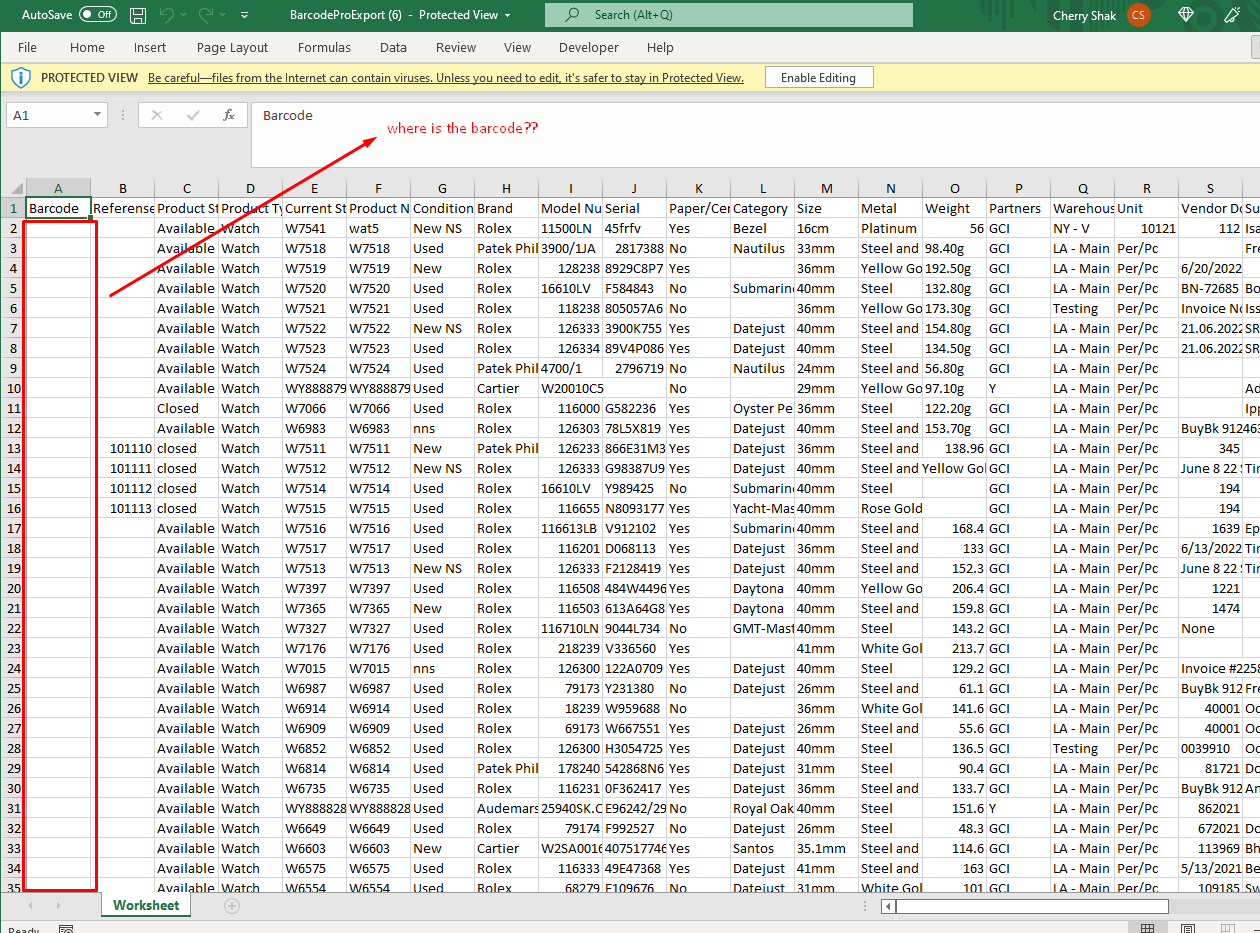 AutoSave Off BarcodeProExport (6) - Protected View Search (Alt+Q) Cherry Shak CS
File Home Insert Page Layout Formulas Data Review View Developer Help
PROTECTED VIEW Be careful—files from the Internet can contain viruses. Unless you need to edit, it's safer to stay in Protected View. Enable Editing
A1 fx Barcode
where is the barcode??
A B C D E F G H I J K L M N O P Q R S
1 Barcode Referense Product St Product Ty Current St Product N Condition Brand Model Nu Serial Paper/Cer Category Size Metal Weight Partners Warehous Unit Vendor Do Su
2 Available Watch W7541 wat5 New NS Rolex 11500LN 45frfv Yes Bezel 16cm Platinum 56 GCI NY - V 10121 112 Isa
3 Available Watch W7518 W7518 Used Patek Phil 3900/1JA 2817388 No Nautilus 33mm Steel and 98.40g GCI LA - Main Per/Pc Fre
4 Available Watch W7519 W7519 New Rolex 128238 8929C8P7 Yes 36mm Yellow Go 192.50g GCI LA - Main Per/Pc 6/20/2022
5 Available Watch W7520 W7520 Used Rolex 16610LV F584843 No Submarine 40mm Steel 132.80g GCI LA - Main Per/Pc BN-72685 Bo
6 Available Watch W7521 W7521 Used Rolex 118238 805057A6 No 36mm Yellow Go 173.30g GCI Testing Per/Pc Invoice No Iss
7 Available Watch W7522 W7522 New NS Rolex 126333 3900K755 Yes Datejust 40mm Steel and 154.80g GCI LA - Main Per/Pc 21.06.2022 SR
8 Available Watch W7523 W7523 Used Rolex 126334 89V4P086 Yes Datejust 40mm Steel 134.50g GCI LA - Main Per/Pc 21.06.2022 SR
9 Available Watch W7524 W7524 Used Patek Phil 4700/1 2796719 No Nautilus 24mm Steel and 56.80g GCI LA - Main Per/Pc
10 Available Watch WY888879 WY888879 Used Cartier W20010C5 No 29mm Yellow Go 97.10g Y LA - Main Per/Pc Ad
11 Closed Watch W7066 W7066 Used Rolex 116000 G582236 Yes Oyster Pe 36mm Steel 122.20g GCI LA - Main Per/Pc Ipp
12 Available Watch W6983 W6983 nns Rolex 126303 78L5X819 Yes Datejust 40mm Steel and 153.70g GCI LA - Main Per/Pc BuyBk 912463
13 101110 closed Watch W7511 W7511 New Patek Phil 126233 866E31M3 Yes Datejust 36mm Steel and 138.96 GCI LA - Main Per/Pc 345
14 101111 closed Watch W7512 W7512 New NS Rolex 126333 G98387U9 Yes Datejust 40mm Steel and Yellow Gol GCI LA - Main Per/Pc June 8 22 Tin
15 101112 closed Watch W7514 W7514 Used Rolex 16610LV Y989425 No Submarine 40mm Steel GCI LA - Main Per/Pc 194
16 101113 closed Watch W7515 W7515 Used Rolex 116655 N8093177 Yes Yacht-Mas 40mm Rose Gold GCI LA - Main Per/Pc 194
17 Available Watch W7516 W7516 Used Rolex 116613LB V912102 Yes Submarine 40mm Steel and 168.4 GCI LA - Main Per/Pc 1639 Ep
18 Available Watch W7517 W7517 Used Rolex 116201 D068113 Yes Datejust 36mm Steel and 133 GCI LA - Main Per/Pc 6/13/2022 Tin
19 Available Watch W7513 W7513 New NS Rolex 126333 F2128419 Yes Datejust 40mm Steel and 152.3 GCI LA - Main Per/Pc June 8 22 Tin
20 Available Watch W7397 W7397 Used Rolex 116508 484W4496 Yes Daytona 40mm Yellow Go 206.4 GCI LA - Main Per/Pc 1221
21 Available Watch W7365 W7365 New Rolex 116503 613A64G8 Yes Daytona 40mm Steel and 159.8 GCI LA - Main Per/Pc 1474
22 Available Watch W7327 W7327 Used Rolex 116710LN 9044L734 No GMT-Mast 40mm Steel 143.2 GCI LA - Main Per/Pc None
23 Available Watch W7176 W7176 Used Rolex 218239 V336560 Yes 41mm White Gol 213.7 GCI LA - Main Per/Pc
24 Available Watch W7015 W7015 nns Rolex 126300 122A0709 Yes Datejust 40mm Steel 129.2 GCI LA - Main Per/Pc Invoice #2258
25 Available Watch W6987 W6987 Used Rolex 79173 Y231380 No Datejust 26mm Steel and 61.1 GCI LA - Main Per/Pc BuyBk 912 Fre
26 Available Watch W6914 W6914 Used Rolex 18239 W959688 No 36mm White Gol 141.6 GCI LA - Main Per/Pc 40001 Oc
27 Available Watch W6909 W6909 Used Rolex 69173 W667551 Yes Datejust 26mm Steel and 55.6 GCI LA - Main Per/Pc 40001 Oc
28 Available Watch W6852 W6852 Used Rolex 126300 H3054725 Yes Datejust 40mm Steel 136.5 GCI Testing Per/Pc 0039910 Oc
29 Available Watch W6814 W6814 Used Patek Phil 178240 542868N6 Yes Datejust 31mm Steel 90.4 GCI LA - Main Per/Pc 81721 Do
30 Available Watch W6735 W6735 Used Rolex 116231 0F362417 Yes Datejust 36mm Steel and 133.7 GCI LA - Main Per/Pc BuyBk 912 An
31 Available Watch WY888828 WY888828 Used Audemars 25940SK.O E96242/29 No Royal Oak 40mm Steel 151.6 Y LA - Main Per/Pc 862021
32 Available Watch W6649 W6649 Used Rolex 79174 F992527 No Datejust 26mm Steel 48.3 GCI LA - Main Per/Pc 672021 Do
33 Available Watch W6603 W6603 New Cartier W2SA0016 407517746 Yes Santos 35.1mm Steel and 114.6 GCI LA - Main Per/Pc 113969 Bh
34 Available Watch W6575 W6575 Used Rolex 116333 49E47368 Yes Datejust 41mm Steel and 163 GCI LA - Main Per/Pc 5/13/2021 Be
35 Available Watch W6554 W6554 Used Rolex 68279 E109676 No Datejust 31mm White Gol 101 GCI LA - Main Per/Pc 109185 Sw
Worksheet
Ready